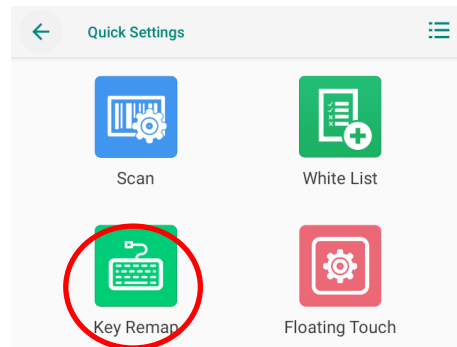 Quick Settings
Scan
White List
Key Remap
Floating Touch